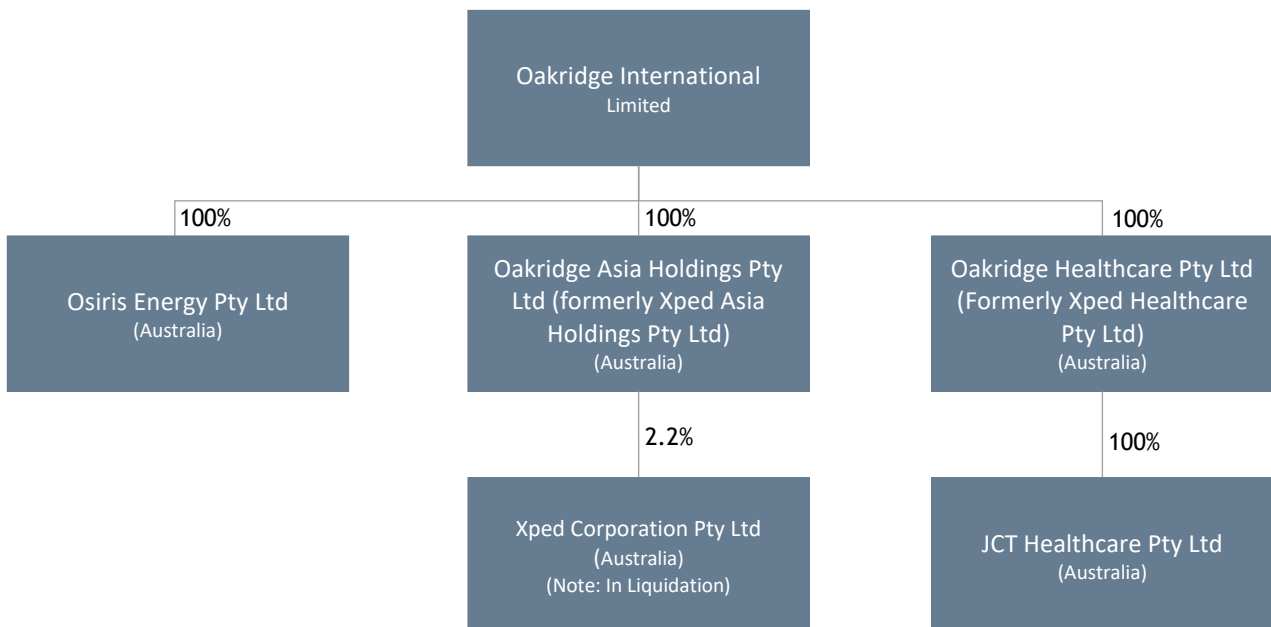 Oakridge International
Limited
100%
100%
100%
Osiris Energy Pty Ltd
(Australia)
Oakridge Asia Holdings Pty
Ltd (formerly Xped Asia
Holdings Pty Ltd)
(Australia)
Oakridge Healthcare Pty Ltd
(Formerly Xped Healthcare
Pty Ltd)
(Australia)
2.2%
100%
Xped Corporation Pty Ltd
(Australia)
(Note: In Liquidation)
JCT Healthcare Pty Ltd
(Australia)